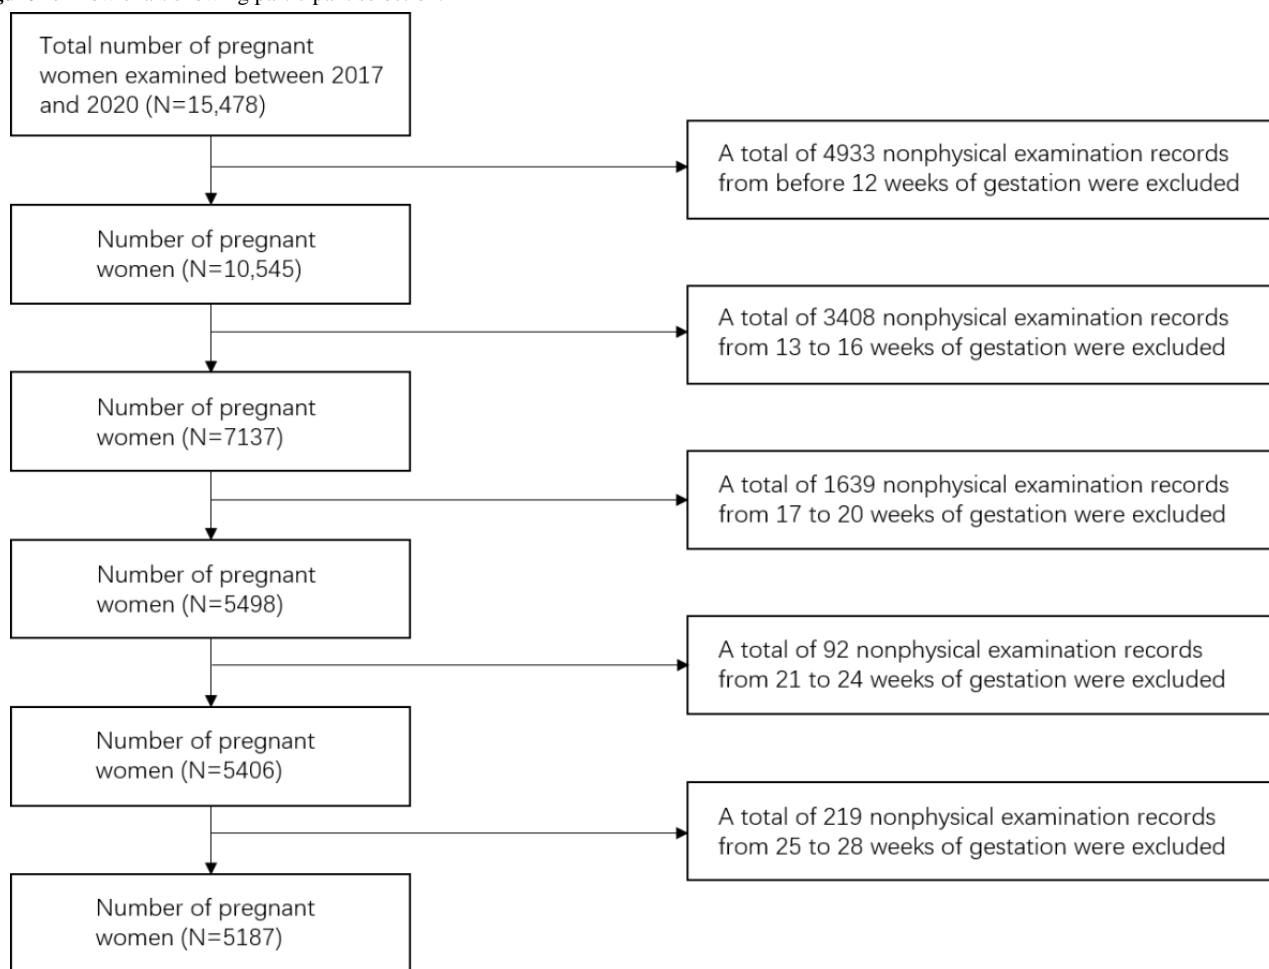 Total number of pregnant
women examined between 2017
and 2020 (N=15,478)
A total of 4933 nonphysical examination records
from before 12 weeks of gestation were excluded
Number of pregnant
women (N=10,545)
A total of 3408 nonphysical examination records
from 13 to 16 weeks of gestation were excluded
Number of pregnant
women (N=7137)
A total of 1639 nonphysical examination records
from 17 to 20 weeks of gestation were excluded
Number of pregnant
women (N=5498)
A total of 92 nonphysical examination records
from 21 to 24 weeks of gestation were excluded
Number of pregnant
women (N=5406)
A total of 219 nonphysical examination records
from 25 to 28 weeks of gestation were excluded
Number of pregnant
women (N=5187)